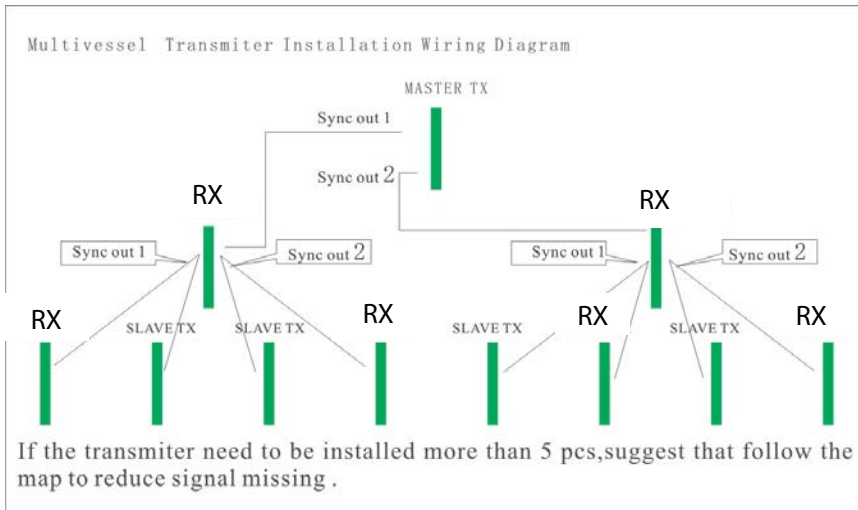 Multivessel Transmiter Installation Wiring Diagram
MASTER TX
Sync out 1
Sync out 2
RX
RX
Sync out 1
Sync out 2
Sync out 1
Sync out 2
RX
SLAVE TX
SLAVE TX
RX
SLAVE TX
RX
SLAVE TX
RX
If the transmiter need to be installed more than 5 pcs,suggest that follow the
map to reduce signal missing .